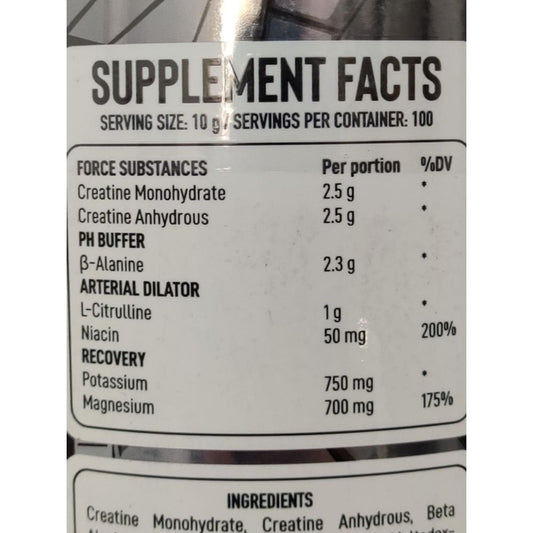 SUPPLEMENT FACTS
SERVING SIZE: 10 g / SERVINGS PER CONTAINER: 100
FORCE SUBSTANCES Per portion %DV
Creatine Monohydrate 2.5 g *
Creatine Anhydrous 2.5 g *
PH BUFFER
β-Alanine 2.3 g *
ARTERIAL DILATOR
L-Citrulline 1 g *
Niacin 50 mg 200%
RECOVERY
Potassium 750 mg *
Magnesium 700 mg 175%
INGREDIENTS
Creatine Monohydrate, Creatine Anhydrous, Beta